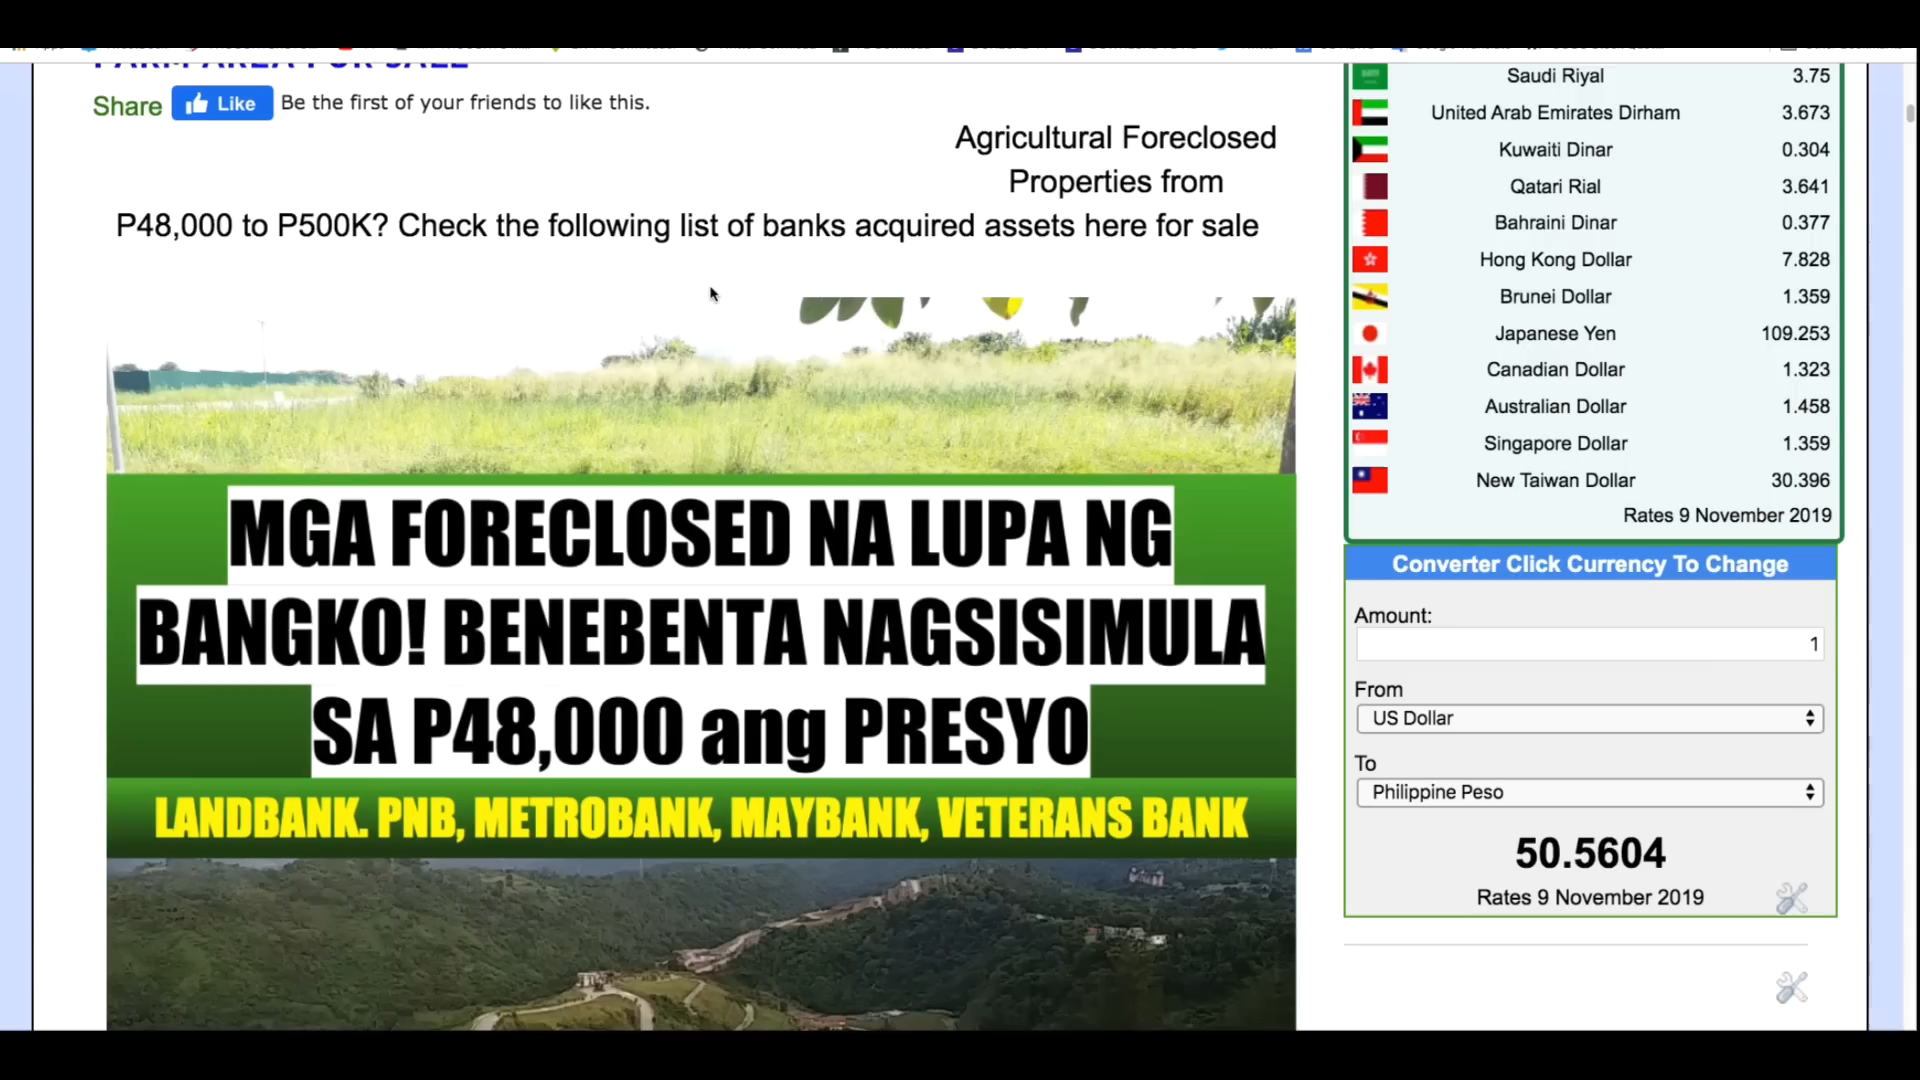 FARM AREA FOR SALE
Share
Like
Be the first of your friends to like this.
Agricultural Foreclosed
Properties from
P48,000 to P500K? Check the following list of banks acquired assets here for sale
MGA FORECLOSED NA LUPA NG
BANGKO! BENEBENTA NAGSISIMULA
SA P48,000 ang PRESYO
LANDBANK. PNB, METROBANK, MAYBANK, VETERANS BANK
Saudi Riyal 3.75
United Arab Emirates Dirham 3.673
Kuwaiti Dinar 0.304
Qatari Rial 3.641
Bahraini Dinar 0.377
Hong Kong Dollar 7.828
Brunei Dollar 1.359
Japanese Yen 109.253
Canadian Dollar 1.323
Australian Dollar 1.458
Singapore Dollar 1.359
New Taiwan Dollar 30.396
Rates 9 November 2019
Converter Click Currency To Change
Amount:
1
From
US Dollar
To
Philippine Peso
50.5604
Rates 9 November 2019